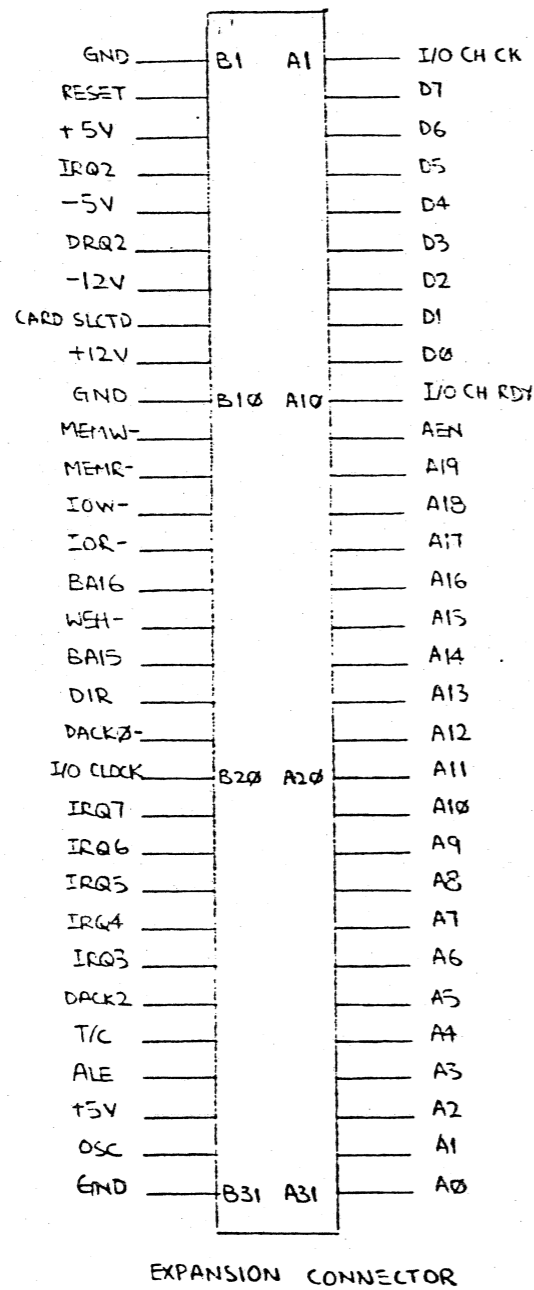 GND B1 A1 I/O CH CK
RESET D7
+5V D6
IRQ2 D5
-5V D4
DRQ2 D3
-12V D2
CARD SLCTD D1
+12V DØ
GND B1Ø A1Ø I/O CH RDY
MEMW- AEN
MEMR- A19
IOW- A18
IOR- A17
BA16 A16
WEH- A15
BA15 A14
DIR A13
DACKØ- A12
I/O CLOCK B2Ø A2Ø A11
IRQ7 A1Ø
IRQ6 A9
IRQ5 A8
IRQ4 A7
IRQ3 A6
DACK2 A5
T/C A4
ALE A3
+5V A2
OSC A1
GND B31 A31 AØ
EXPANSION CONNECTOR